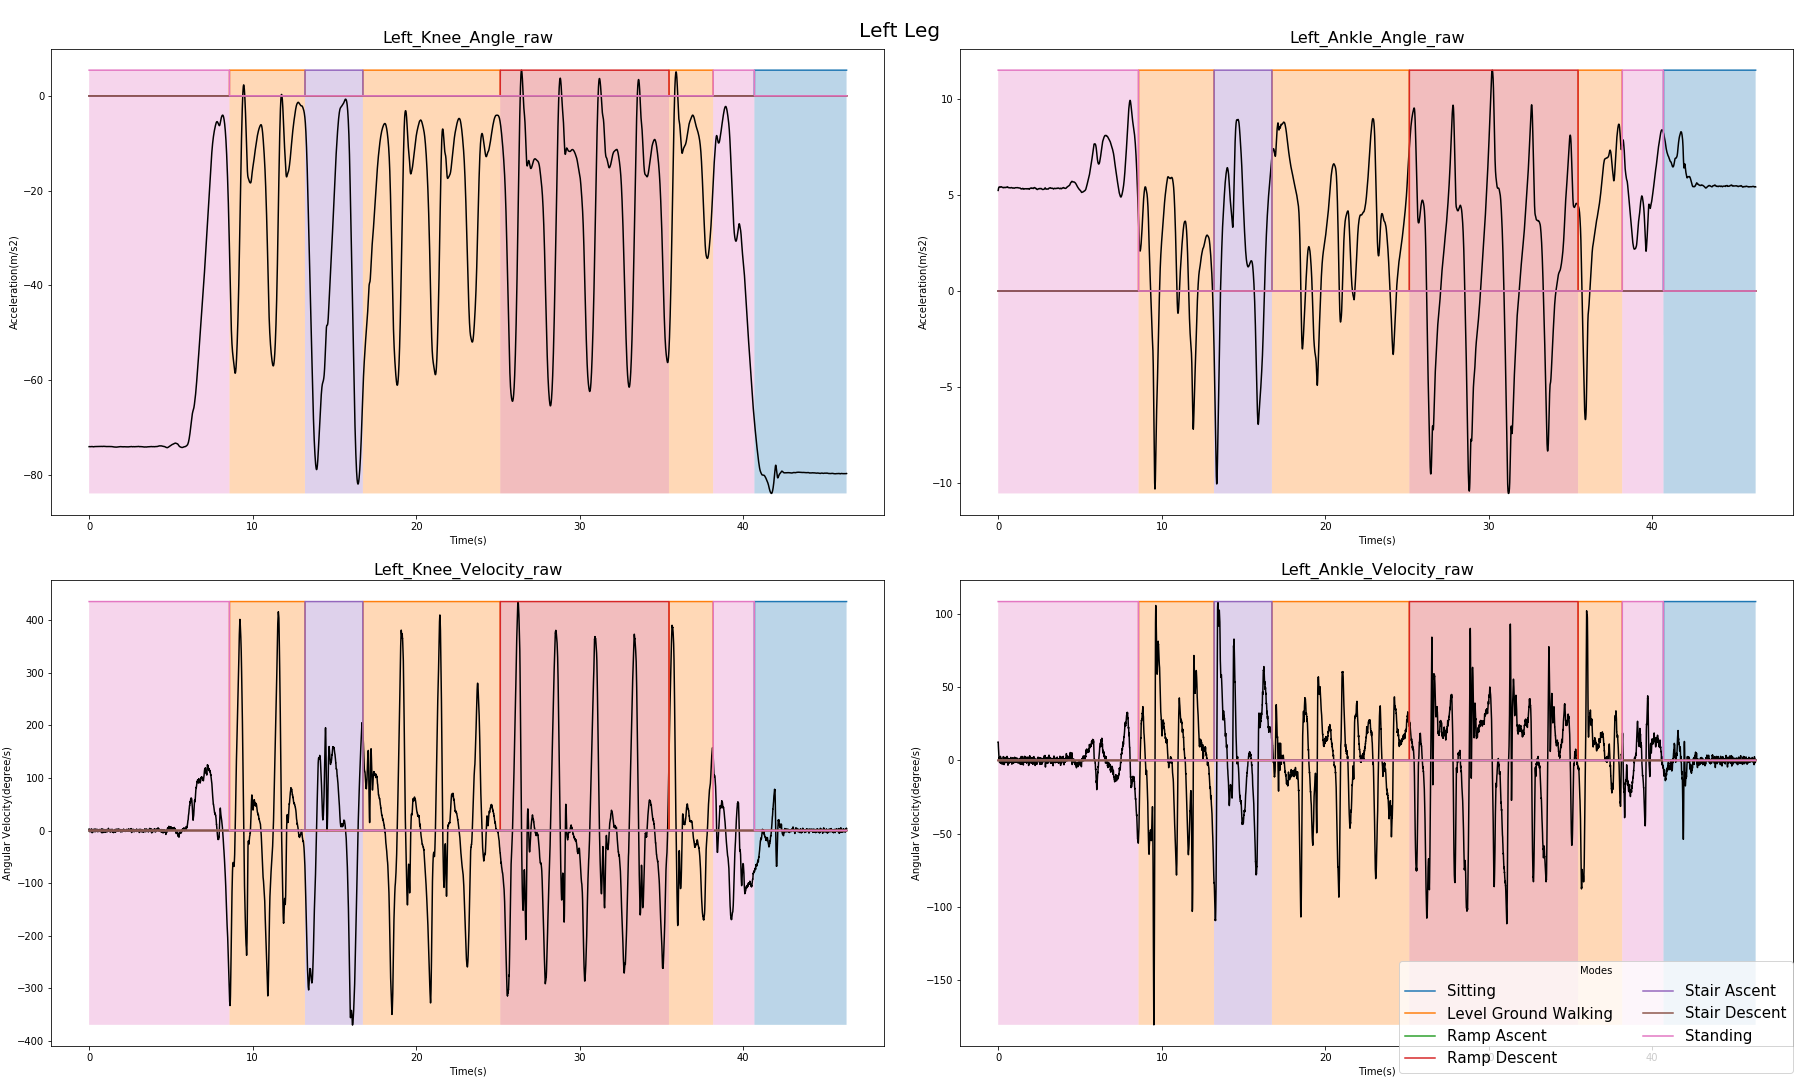 Left Leg
Left_Knee_Angle_raw
Acceleration(m/s2)
0
−20
−40
−60
−80
0 10 20 30 40
Time(s)
Left_Ankle_Angle_raw
Acceleration(m/s2)
10
5
0
−5
−10
0 10 20 30 40
Time(s)
Left_Knee_Velocity_raw
Angular Velocity(degree/s)
400
300
200
100
0
−100
−200
−300
−400
0 10 20 30 40
Time(s)
Left_Ankle_Velocity_raw
Angular Velocity(degree/s)
100
50
0
−50
−100
−150
0 10 20 30 40
Time(s)
Modes
Sitting
Level Ground Walking
Ramp Ascent
Ramp Descent
Stair Ascent
Stair Descent
Standing